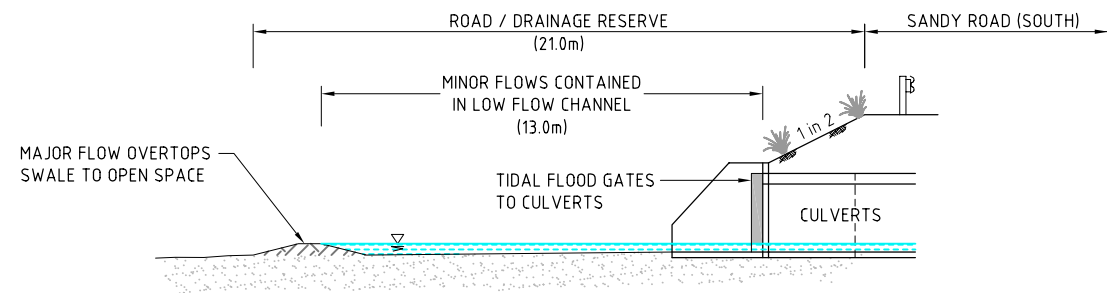 ROAD / DRAINAGE RESERVE
(21.0m)
SANDY ROAD (SOUTH)
MINOR FLOWS CONTAINED
IN LOW FLOW CHANNEL
(13.0m)
1 in 2
MAJOR FLOW OVERTOPS
SWALE TO OPEN SPACE
TIDAL FLOOD GATES
TO CULVERTS
CULVERTS